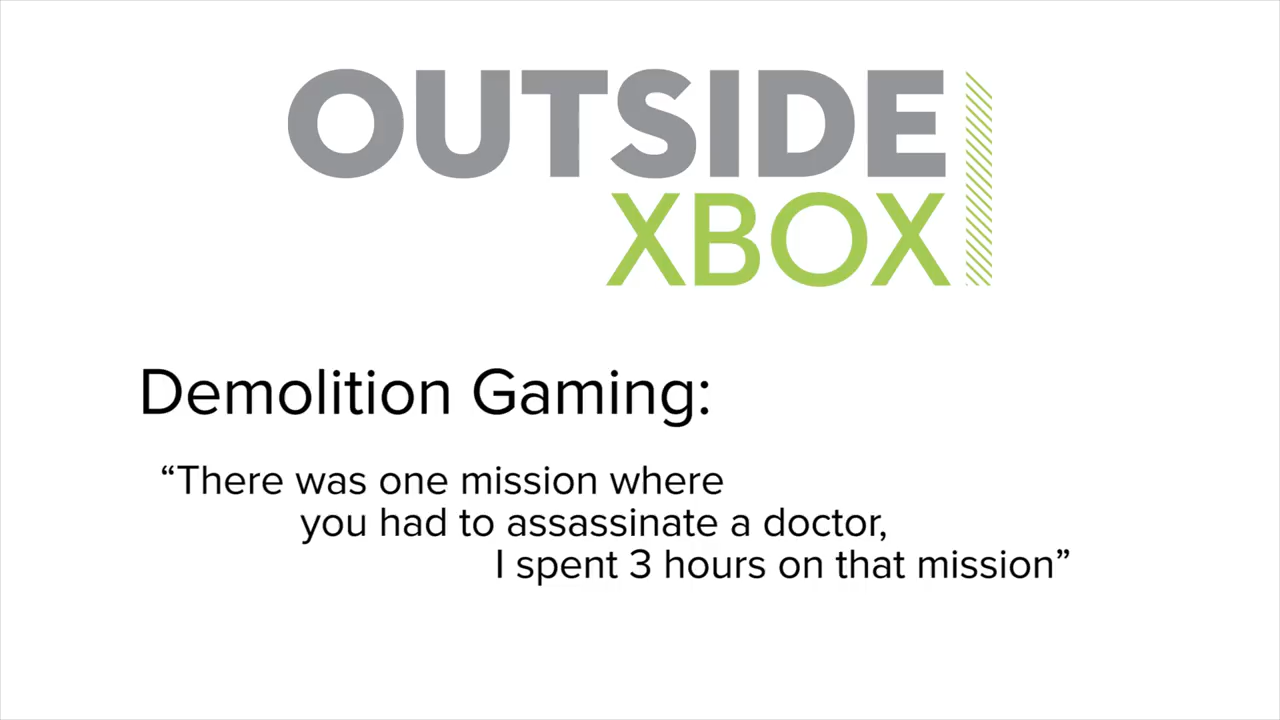 OUTSIDE
XBOX
Demolition Gaming:
“There was one mission where
you had to assassinate a doctor,
I spent 3 hours on that mission”